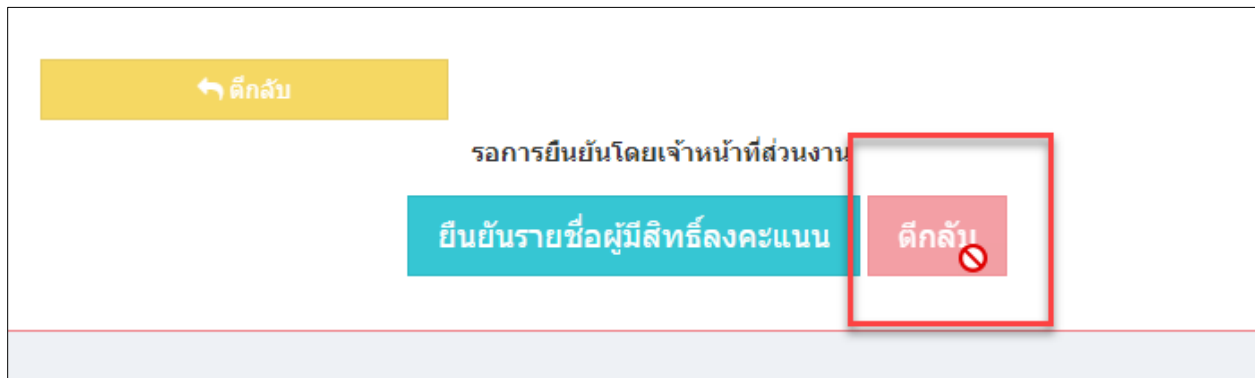 ตีกลับ
รอการยืนยันโดยเจ้าหน้าที่ส่วนงาน
ยืนยันรายชื่อผู้มีสิทธิ์ลงคะแนน ตีกลับ